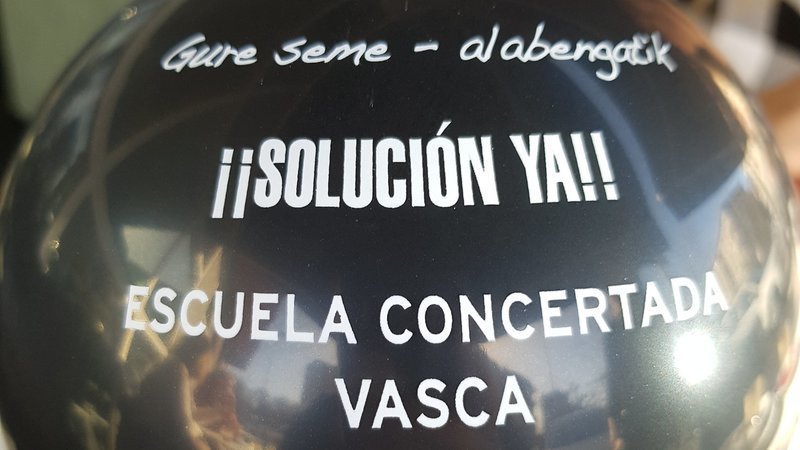 Gure seme - alabengatik
¡¡SOLUCIÓN YA!!
ESCUELA CONCERTADA
VASCA